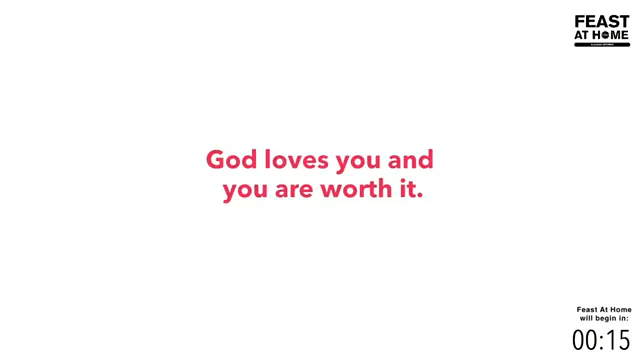 FEAST
AT HOME
God loves you and
you are worth it.
Feast At Home
will begin in:
00:15